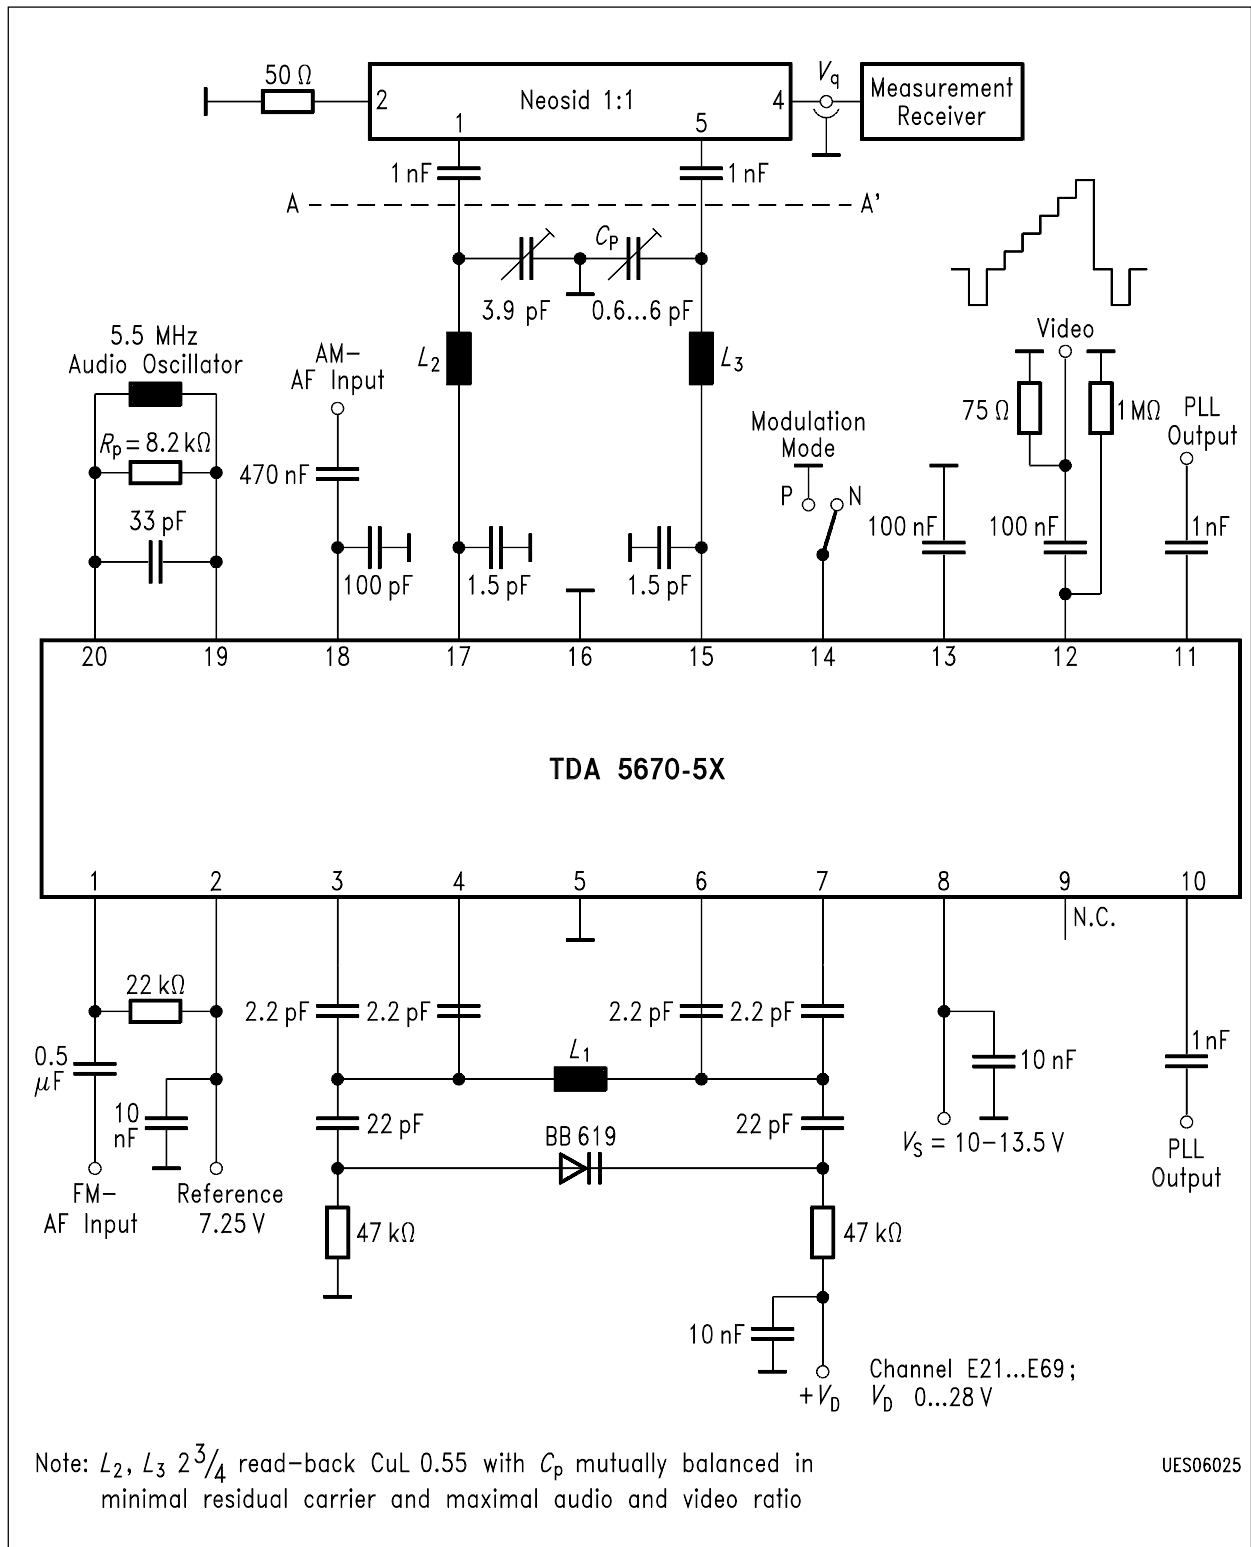 50 Ω
2
Neosid 1:1
4
1
5
Vq
Measurement
Receiver
1 nF
1 nF
A
A'
Cp
3.9 pF
0.6...6 pF
5.5 MHz
Audio Oscillator
Rp = 8.2 kΩ
33 pF
AM–
AF Input
470 nF
100 pF
L2
L3
1.5 pF
1.5 pF
Modulation
Mode
P
N
Video
75 Ω
1 MΩ
PLL
Output
100 nF
100 nF
1 nF
20
19
18
17
16
15
14
13
12
11
TDA 5670-5X
1
2
3
4
5
6
7
8
9
10
N.C.
22 kΩ
2.2 pF
2.2 pF
2.2 pF
2.2 pF
0.5
μF
L1
10
nF
22 pF
22 pF
BB 619
10 nF
1 nF
VS = 10–13.5 V
PLL
Output
FM–
AF Input
Reference
7.25 V
47 kΩ
47 kΩ
10 nF
+VD
Channel E21...E69;
VD 0...28 V
Note: L2, L3 2 3/4 read–back CuL 0.55 with Cp mutually balanced in
minimal residual carrier and maximal audio and video ratio
UES06025